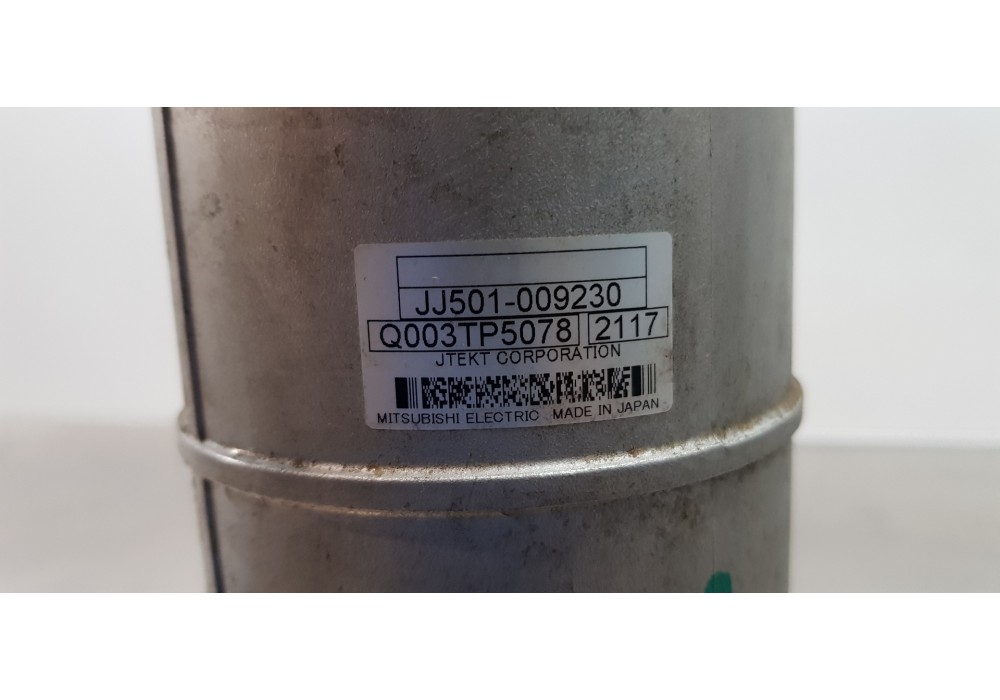 JJ501-009230
Q003TP5078 2117
JTEKT CORPORATION
MITSUBISHI ELECTRIC MADE IN JAPAN